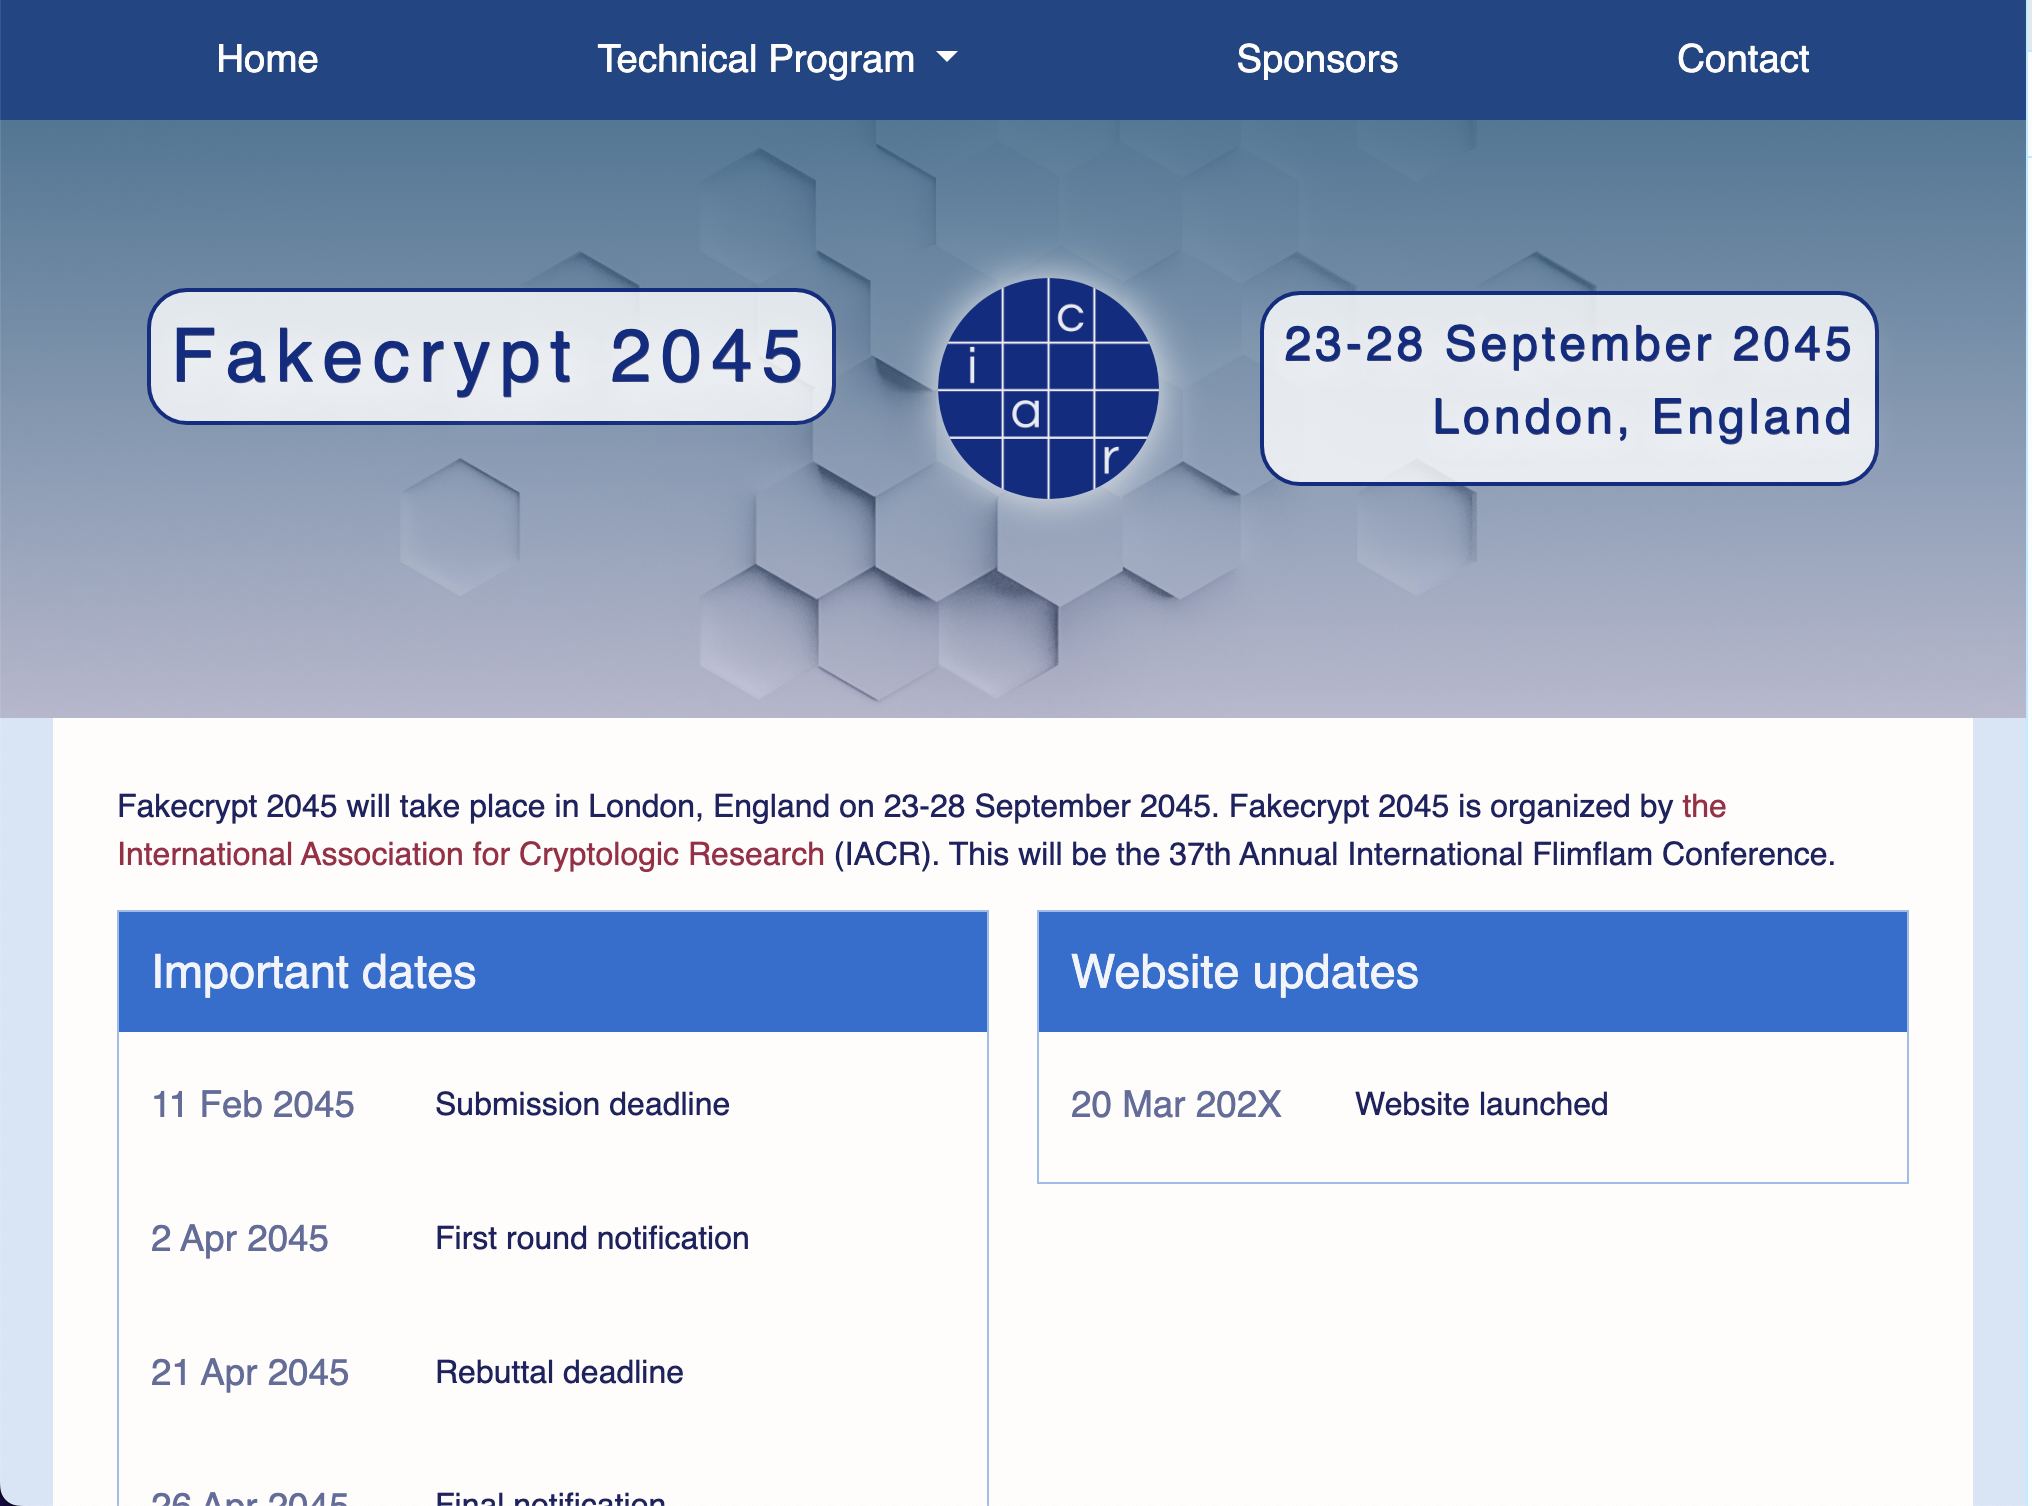 Home
Technical Program
Sponsors
Contact
Fakecrypt 2045
c
i
a
r
23-28 September 2045
London, England
Fakecrypt 2045 will take place in London, England on 23-28 September 2045. Fakecrypt 2045 is organized by the
International Association for Cryptologic Research (IACR). This will be the 37th Annual International Flimflam Conference.
Important dates
11 Feb 2045 Submission deadline
2 Apr 2045 First round notification
21 Apr 2045 Rebuttal deadline
26 Apr 2045 Final notification
Website updates
20 Mar 202X Website launched